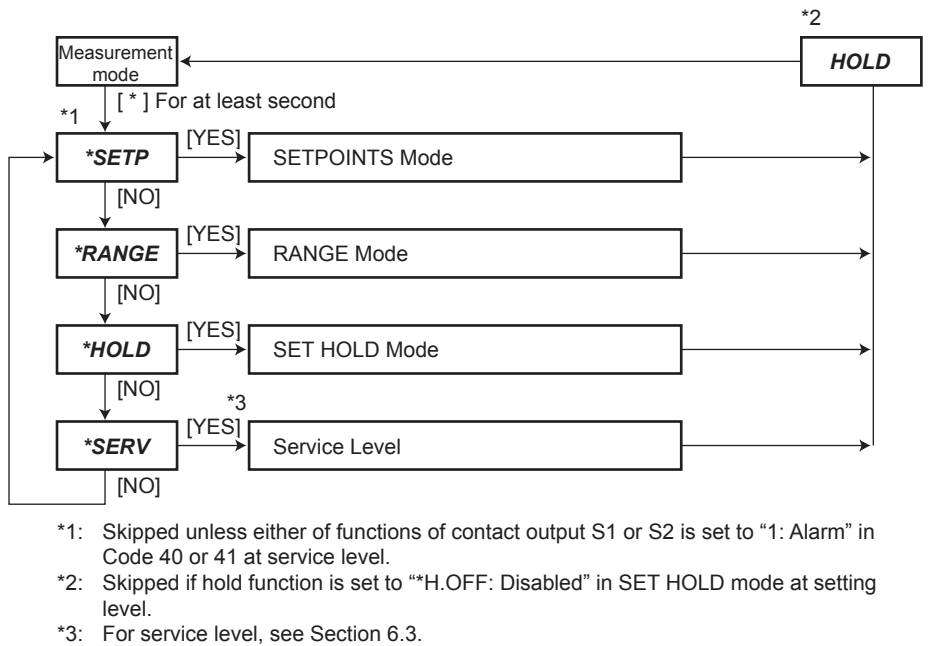 *2
Measurement
mode
HOLD
[ * ] For at least second
*1
*SETP
[YES]
SETPOINTS Mode
[NO]
*RANGE
[YES]
RANGE Mode
[NO]
*HOLD
[YES]
SET HOLD Mode
[NO]
*3
*SERV
[YES]
Service Level
[NO]
*1: Skipped unless either of functions of contact output S1 or S2 is set to “1: Alarm” in
Code 40 or 41 at service level.
*2: Skipped if hold function is set to “*H.OFF: Disabled” in SET HOLD mode at setting
level.
*3: For service level, see Section 6.3.